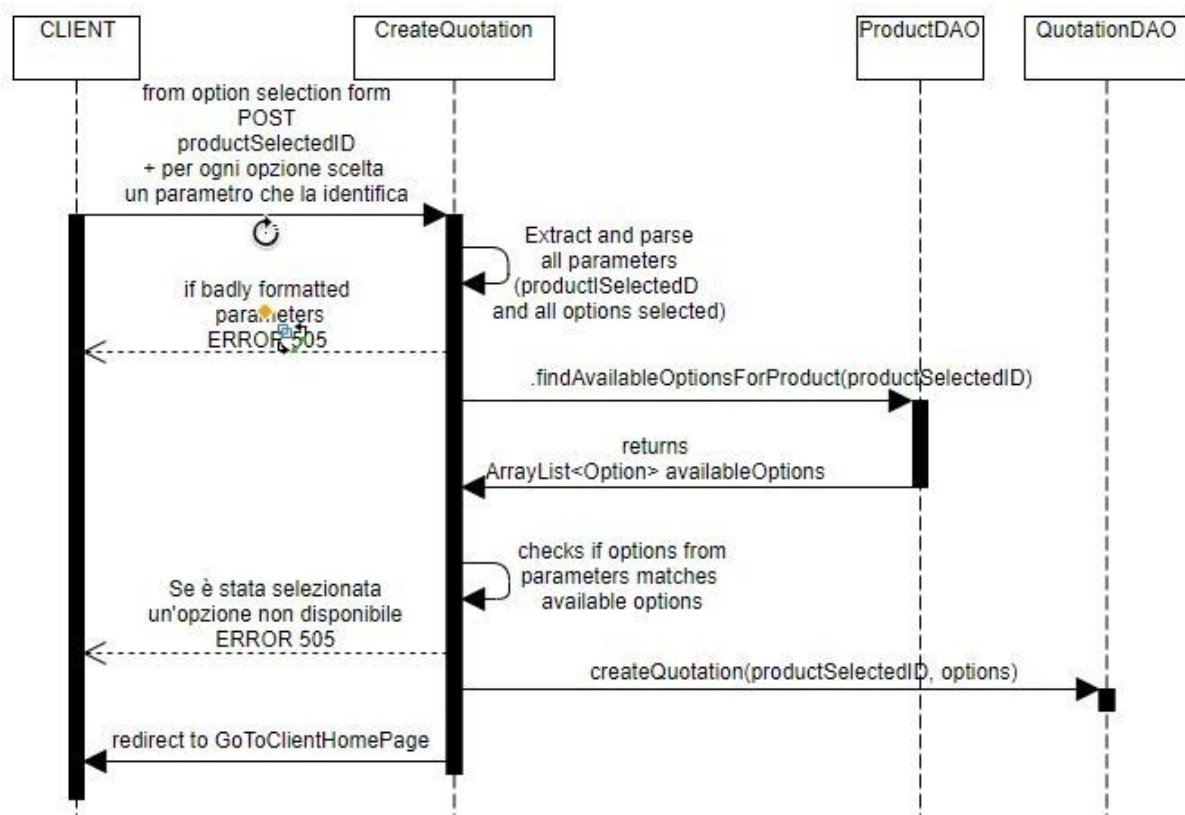 CLIENT
CreateQuotation
ProductDAO
QuotationDAO
from option selection form
POST
productSelectedID
+ per ogni opzione scelta
un parametro che la identifica
Extract and parse
all parameters
(productISelectedD
and all options selected)
if badly formatted
parameters
ERROR 505
.findAvailableOptionsForProduct(productSelectedID)
returns
ArrayList<Option> availableOptions
checks if options from
parameters matches
available options
Se è stata selezionata
un'opzione non disponibile
ERROR 505
createQuotation(productSelectedID, options)
redirect to GoToClientHomePage